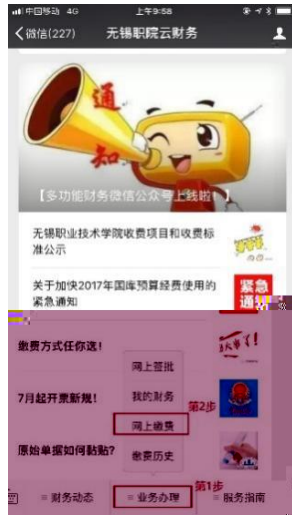 中国移动 4G
上午9:58
微信(227)
无锡职院云财务
通
知
【多功能财务微信公众号上线啦！】
无锡职业技术学院收费项目和收费标
准公示
关于加快2017年国库预算经费使用的
紧急通知
紧急
通
缴费方式任你选!
7月起开票新规!
原始单据如何黏贴?
网上签批
我的财务
网上缴费
缴费历史
第2步
第1步
财务动态
业务办理
服务指南